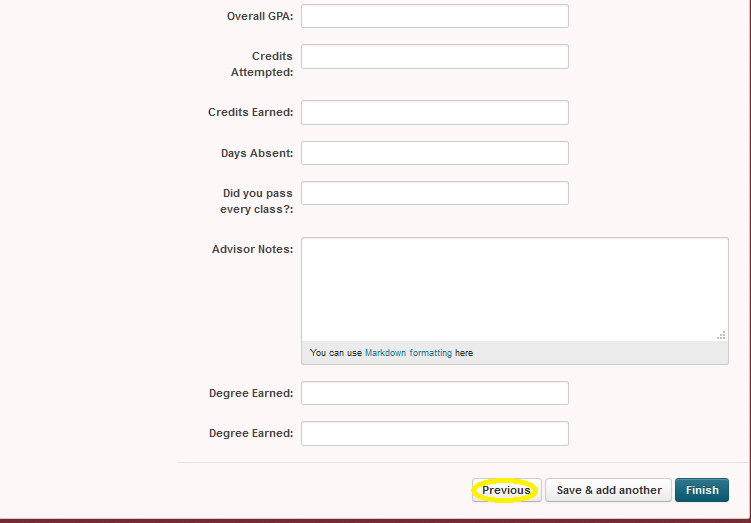 Overall GPA:
Credits
Attempted:
Credits Earned:
Days Absent:
Did you pass
every class?:
Advisor Notes:
You can use Markdown formatting here
Degree Earned:
Degree Earned:
Previous Save & add another Finish